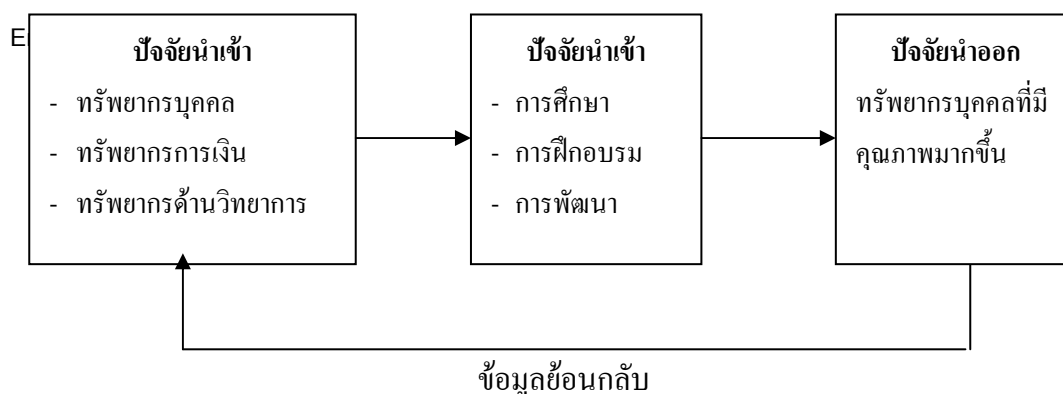 ปัจจัยนำเข้า
- ทรัพยากรบุคคล
- ทรัพยากรการเงิน
- ทรัพยากรด้านวิทยาการ
ปัจจัยนำเข้า
- การศึกษา
- การฝึกอบรม
- การพัฒนา
ปัจจัยนำออก
ทรัพยากรบุคคลที่มี
คุณภาพมากขึ้น
ข้อมูลย้อนกลับ